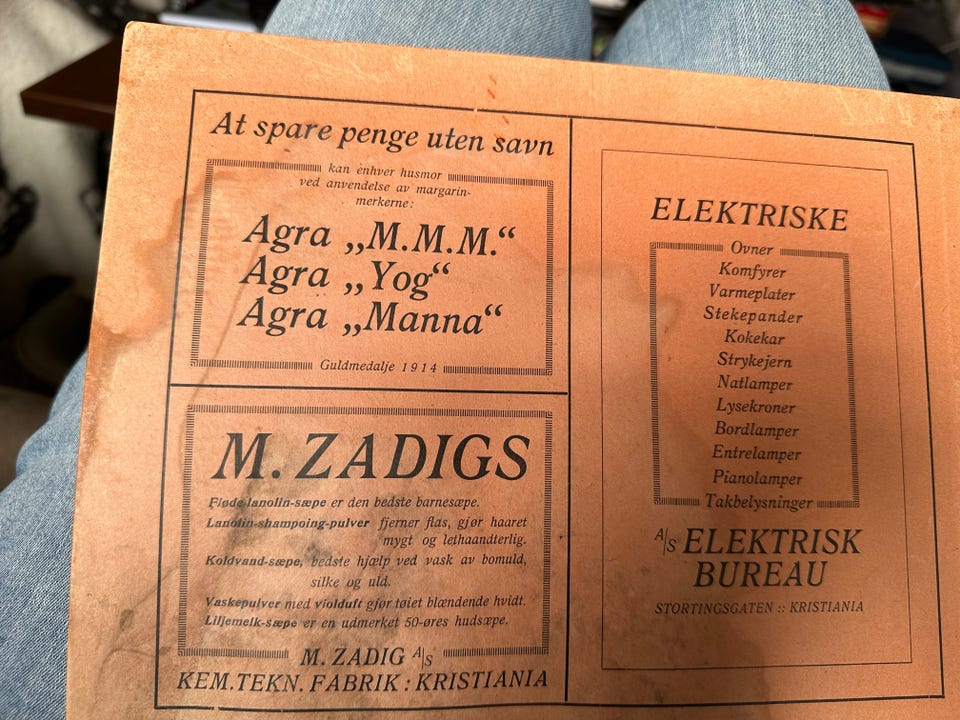 At spare penge uten savn
kan enhver husmor
ved anvendelse av margarin-
merkerne:
Agra „M.M.M.“
Agra „Yog“
Agra „Manna“
Guldmedalje 1914
M. ZADIGS
Fløde-lanolin-sæpe er den bedste barnesæpe.
Lanolin-shampoing-pulver fjerner flas, gjør haaret
mygt og lethaandterlig.
Koldvand-sæpe, bedste hjælp ved vask av bomuld,
silke og uld.
Vaskepulver med violduft gjør tøiet blændende hvidt.
Liljemelk-sæpe er en udmerket 50-øres hudsæpe.
M. ZADIG A/S
KEM. TEKN. FABRIK : KRISTIANIA
ELEKTRISKE
Ovner
Komfyrer
Varmeplater
Stekepander
Kokekar
Strykejern
Natlamper
Lysekroner
Bordlamper
Entrelamper
Pianolamper
Takbelysninger
A/S ELEKTRISK
BUREAU
STORTINGSGATEN :: KRISTIANIA